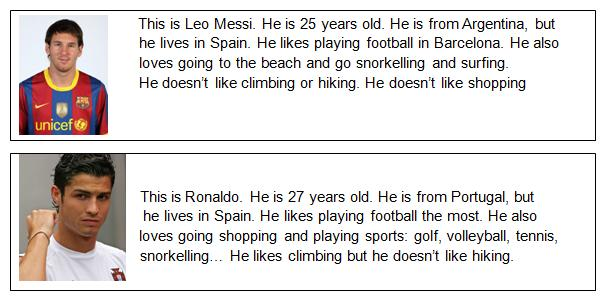 This is Leo Messi. He is 25 years old. He is from Argentina, but
he lives in Spain. He likes playing football in Barcelona. He also
loves going to the beach and go snorkelling and surfing.
He doesn't like climbing or hiking. He doesn't like shopping
unicef
This is Ronaldo. He is 27 years old. He is from Portugal, but
he lives in Spain. He likes playing football the most. He also
loves going shopping and playing sports: golf, volleyball, tennis,
snorkelling… He likes climbing but he doesn't like hiking.